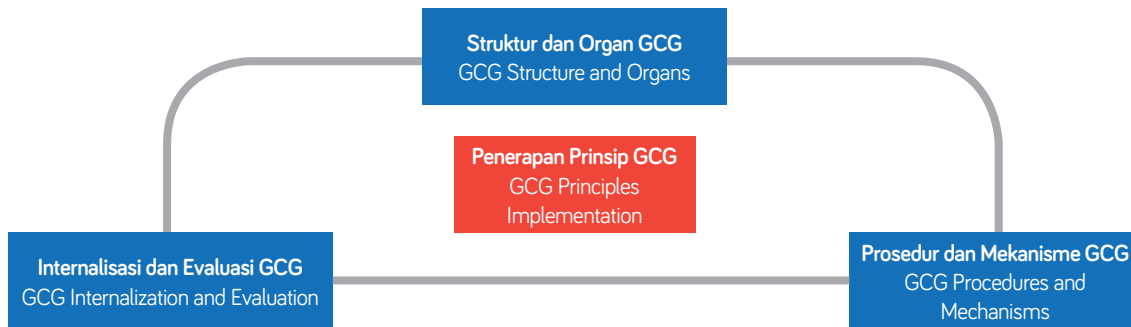 Struktur dan Organ GCG
GCG Structure and Organs
Penerapan Prinsip GCG
GCG Principles
Implementation
Internalisasi dan Evaluasi GCG
GCG Internalization and Evaluation
Prosedur dan Mekanisme GCG
GCG Procedures and
Mechanisms